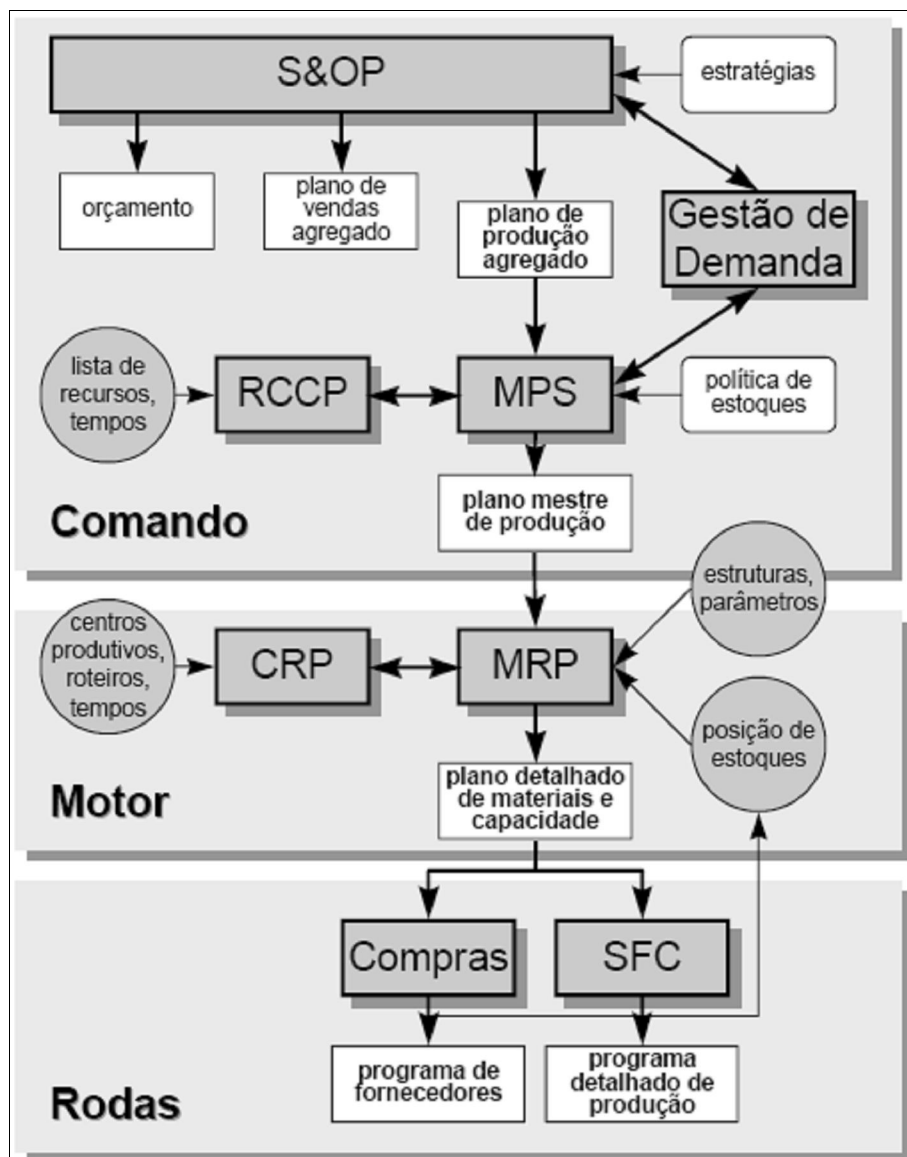 S&OP
estratégias
orçamento
plano de
vendas
agregado
plano de
produção
agregado
Gestão de
Demanda
lista de
recursos,
tempos
RCCP
MPS
política de
estoques
plano mestre
de produção
Comando
estruturas,
parâmetros
centros
produtivos,
roteiros,
tempos
CRP
MRP
posição de
estoques
plano detalhado
de materiais e
capacidade
Motor
Compras
SFC
programa de
fornecedores
programa
detalhado de
produção
Rodas